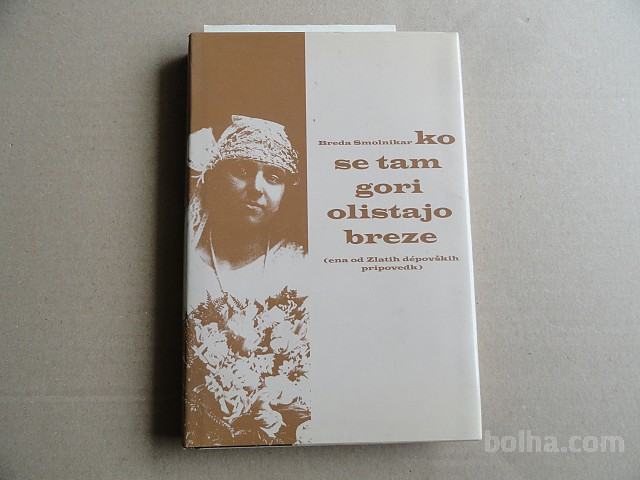 Breda Smolnikar ko
se tam
gori
olistajo
breze
(ena od Zlatih dépovških
pripovedk)
bolha.com